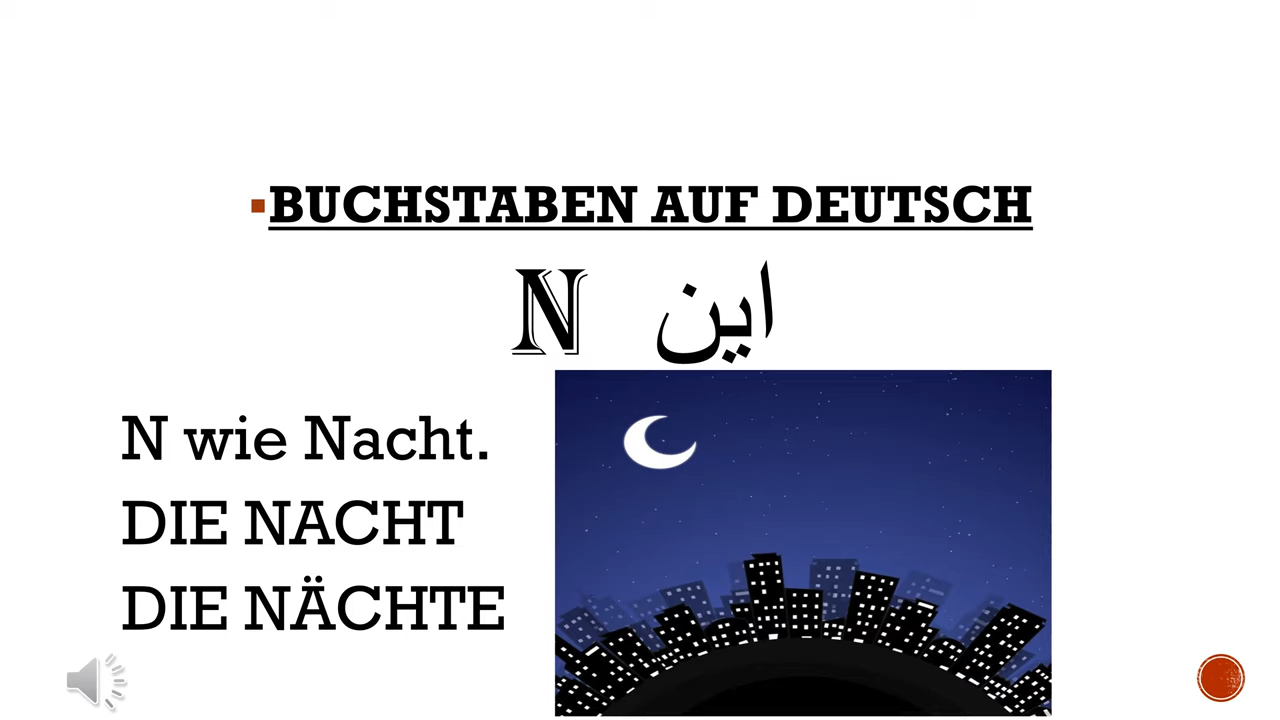 BUCHSTABEN AUF DEUTSCH
N اين
N wie Nacht.
DIE NACHT
DIE NÄCHTE